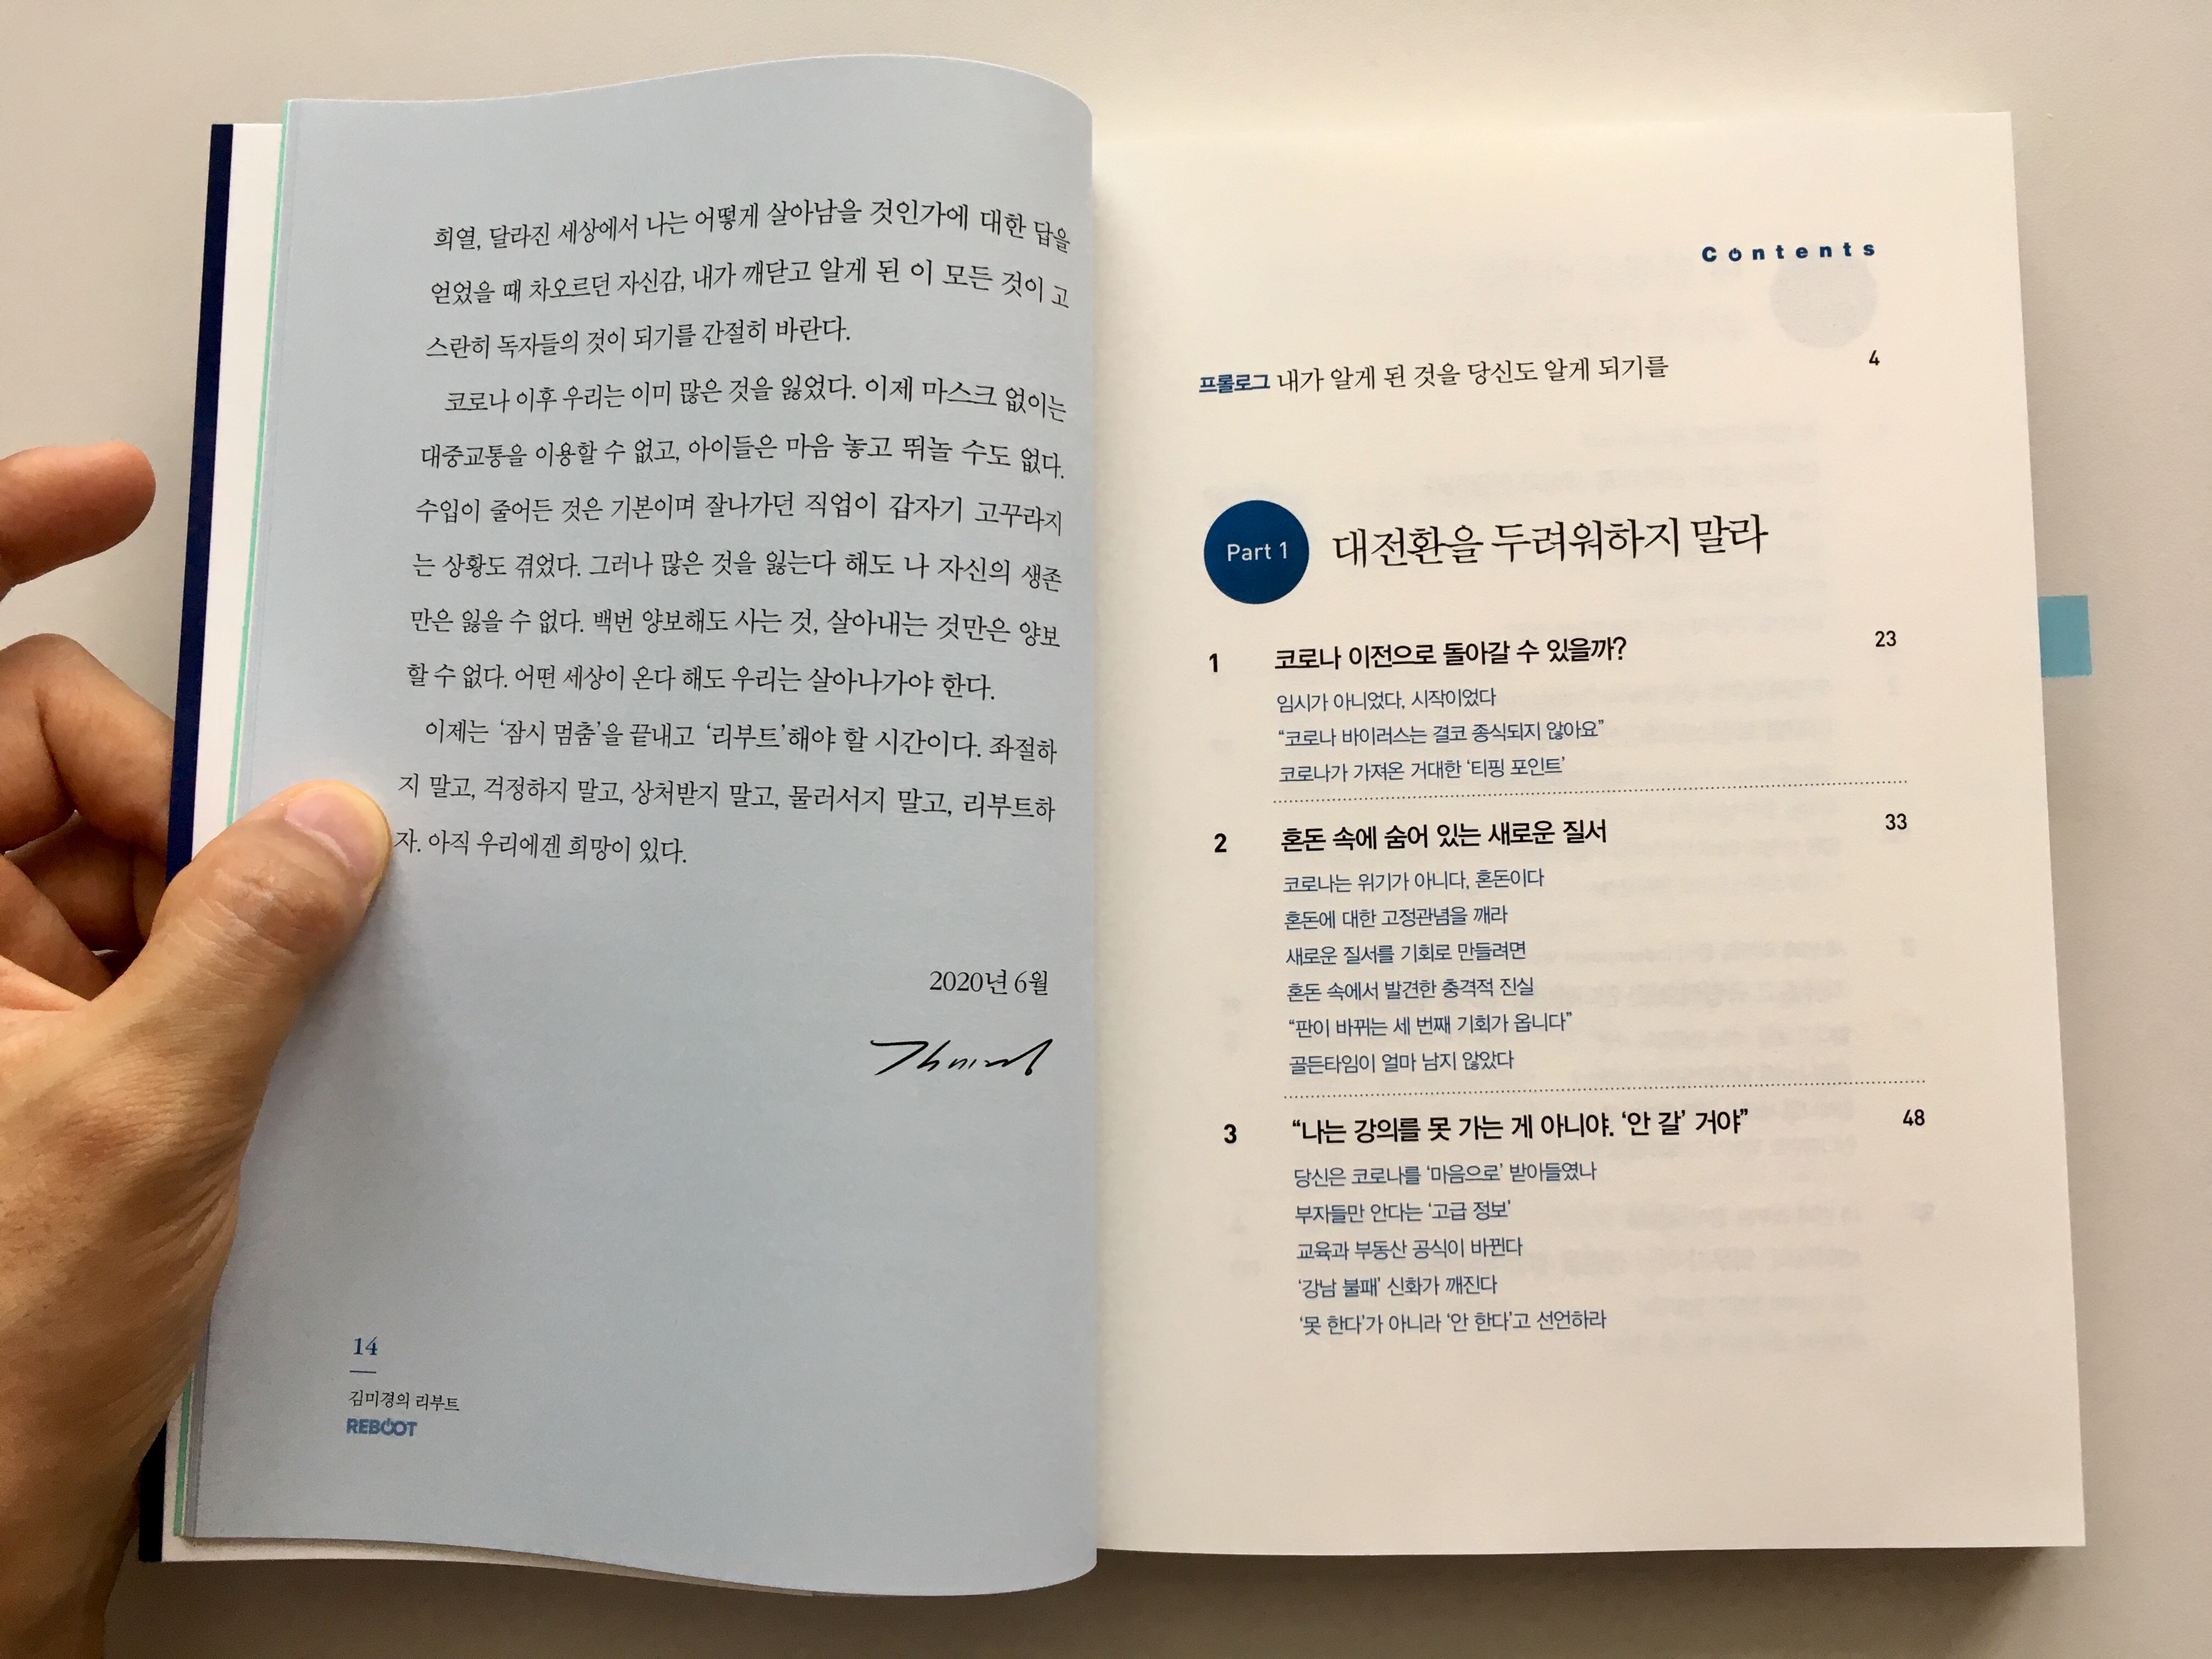 희열, 달라진 세상에서 나는 어떻게 살아남을 것인가에 대한 답을
얻었을 때 차오르던 자신감, 내가 깨닫고 알게 된 이 모든 것이 고
스란히 독자들의 것이 되기를 간절히 바란다.
코로나 이후 우리는 이미 많은 것을 잃었다. 이제 마스크 없이는
대중교통을 이용할 수 없고, 아이들은 마음 놓고 뛰놀 수도 없다.
수입이 줄어든 것은 기본이며 잘나가던 직업이 갑자기 고꾸라지
는 상황도 겪었다. 그러나 많은 것을 잃는다 해도 나 자신의 생존
만은 잃을 수 없다. 백번 양보해도 사는 것, 살아내는 것만은 양보
할 수 없다. 어떤 세상이 온다 해도 우리는 살아나가야 한다.
이제는 ‘잠시 멈춤’을 끝내고 ‘리부트’해야 할 시간이다. 좌절하
지 말고, 걱정하지 말고, 상처받지 말고, 물러서지 말고, 리부트하
자. 아직 우리에겐 희망이 있다.
2020년 6월
14
김미경의 리부트
REBOOT
Contents
프롤로그 내가 알게 된 것을 당신도 알게 되기를 4
Part 1 대전환을 두려워하지 말라
1 코로나 이전으로 돌아갈 수 있을까? 23
임시가 아니었다, 시작이었다
“코로나 바이러스는 결코 종식되지 않아요”
코로나가 가져온 거대한 ‘티핑 포인트’
2 혼돈 속에 숨어 있는 새로운 질서 33
코로나는 위기가 아니다, 혼돈이다
혼돈에 대한 고정관념을 깨라
새로운 질서를 기회로 만들려면
혼돈 속에서 발견한 충격적 진실
“판이 바뀌는 세 번째 기회가 옵니다”
골든타임이 얼마 남지 않았다
3 “나는 강의를 못 가는 게 아니야. ‘안 갈’ 거야” 48
당신은 코로나를 ‘마음으로’ 받아들였나
부자들만 안다는 ‘고급 정보’
교육과 부동산 공식이 바뀐다
‘강남 불패’ 신화가 깨진다
‘못 한다’가 아니라 ‘안 한다’고 선언하라